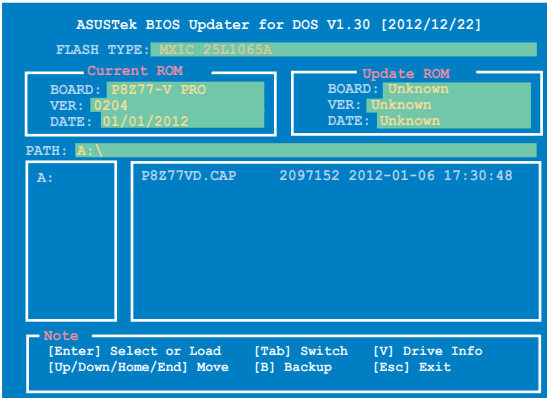 ASUSTek BIOS Updater for DOS V1.30 [2012/12/22]
FLASH TYPE: MX1C 25L1065A
Current ROM
BOARD: P8Z77-V PRO
VER: 0204
DATE: 01/01/2012
Update ROM
BOARD: Unknown
VER: Unknown
DATE: Unknown
PATH: A:\
A:
P8Z77VD.CAP 2097152 2012-01-06 17:30:48
Note
[Enter] Select or Load [Tab] Switch [V] Drive Info
[Up/Down/Home/End] Move [B] Backup [Esc] Exit